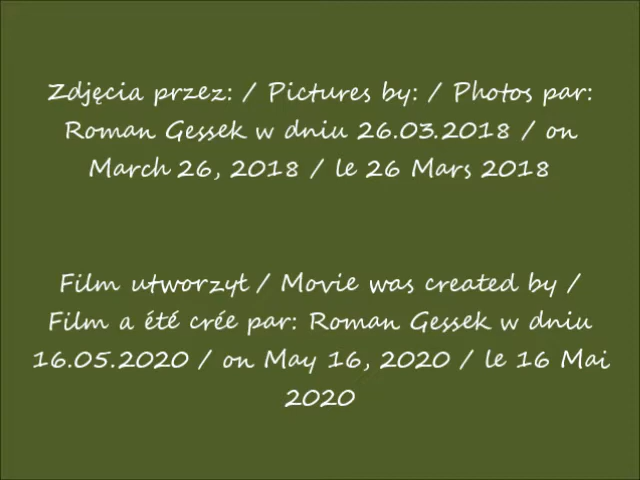 Zdjęcia przez: / Pictures by: / Photos par:
Roman Gessek w dniu 26.03.2018 / on
March 26, 2018 / le 26 Mars 2018
Film utworzył / Movie was created by /
Film a été crée par: Roman Gessek w dniu
16.05.2020 / on May 16, 2020 / le 16 Mai
2020